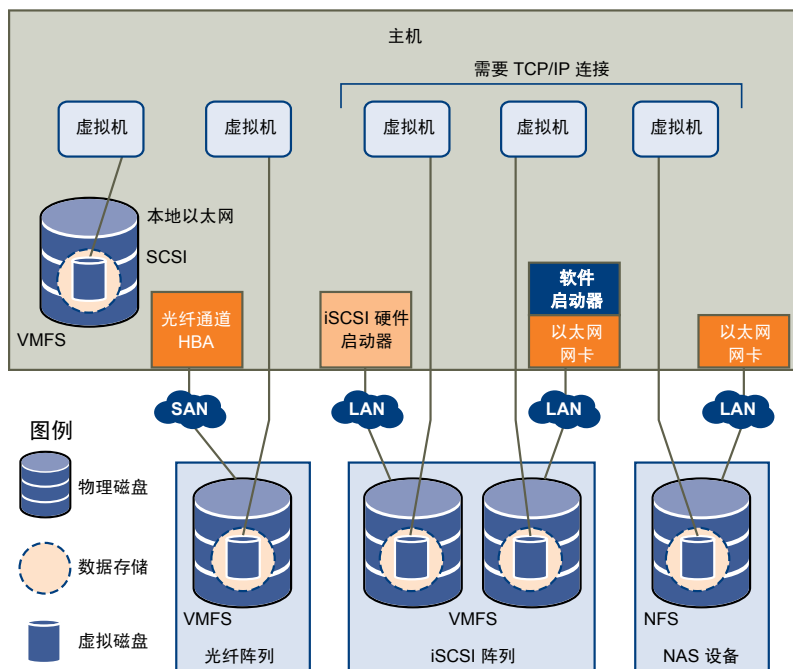 主机
需要 TCP/IP 连接
虚拟机
虚拟机
虚拟机
虚拟机
虚拟机
本地以太网
SCSI
VMFS
光纤通道
HBA
iSCSI 硬件
启动器
软件
启动器
以太网
网卡
以太网
网卡
SAN
LAN
LAN
LAN
图例
物理磁盘
数据存储
虚拟磁盘
VMFS
光纤阵列
VMFS
iSCSI 阵列
NFS
NAS 设备